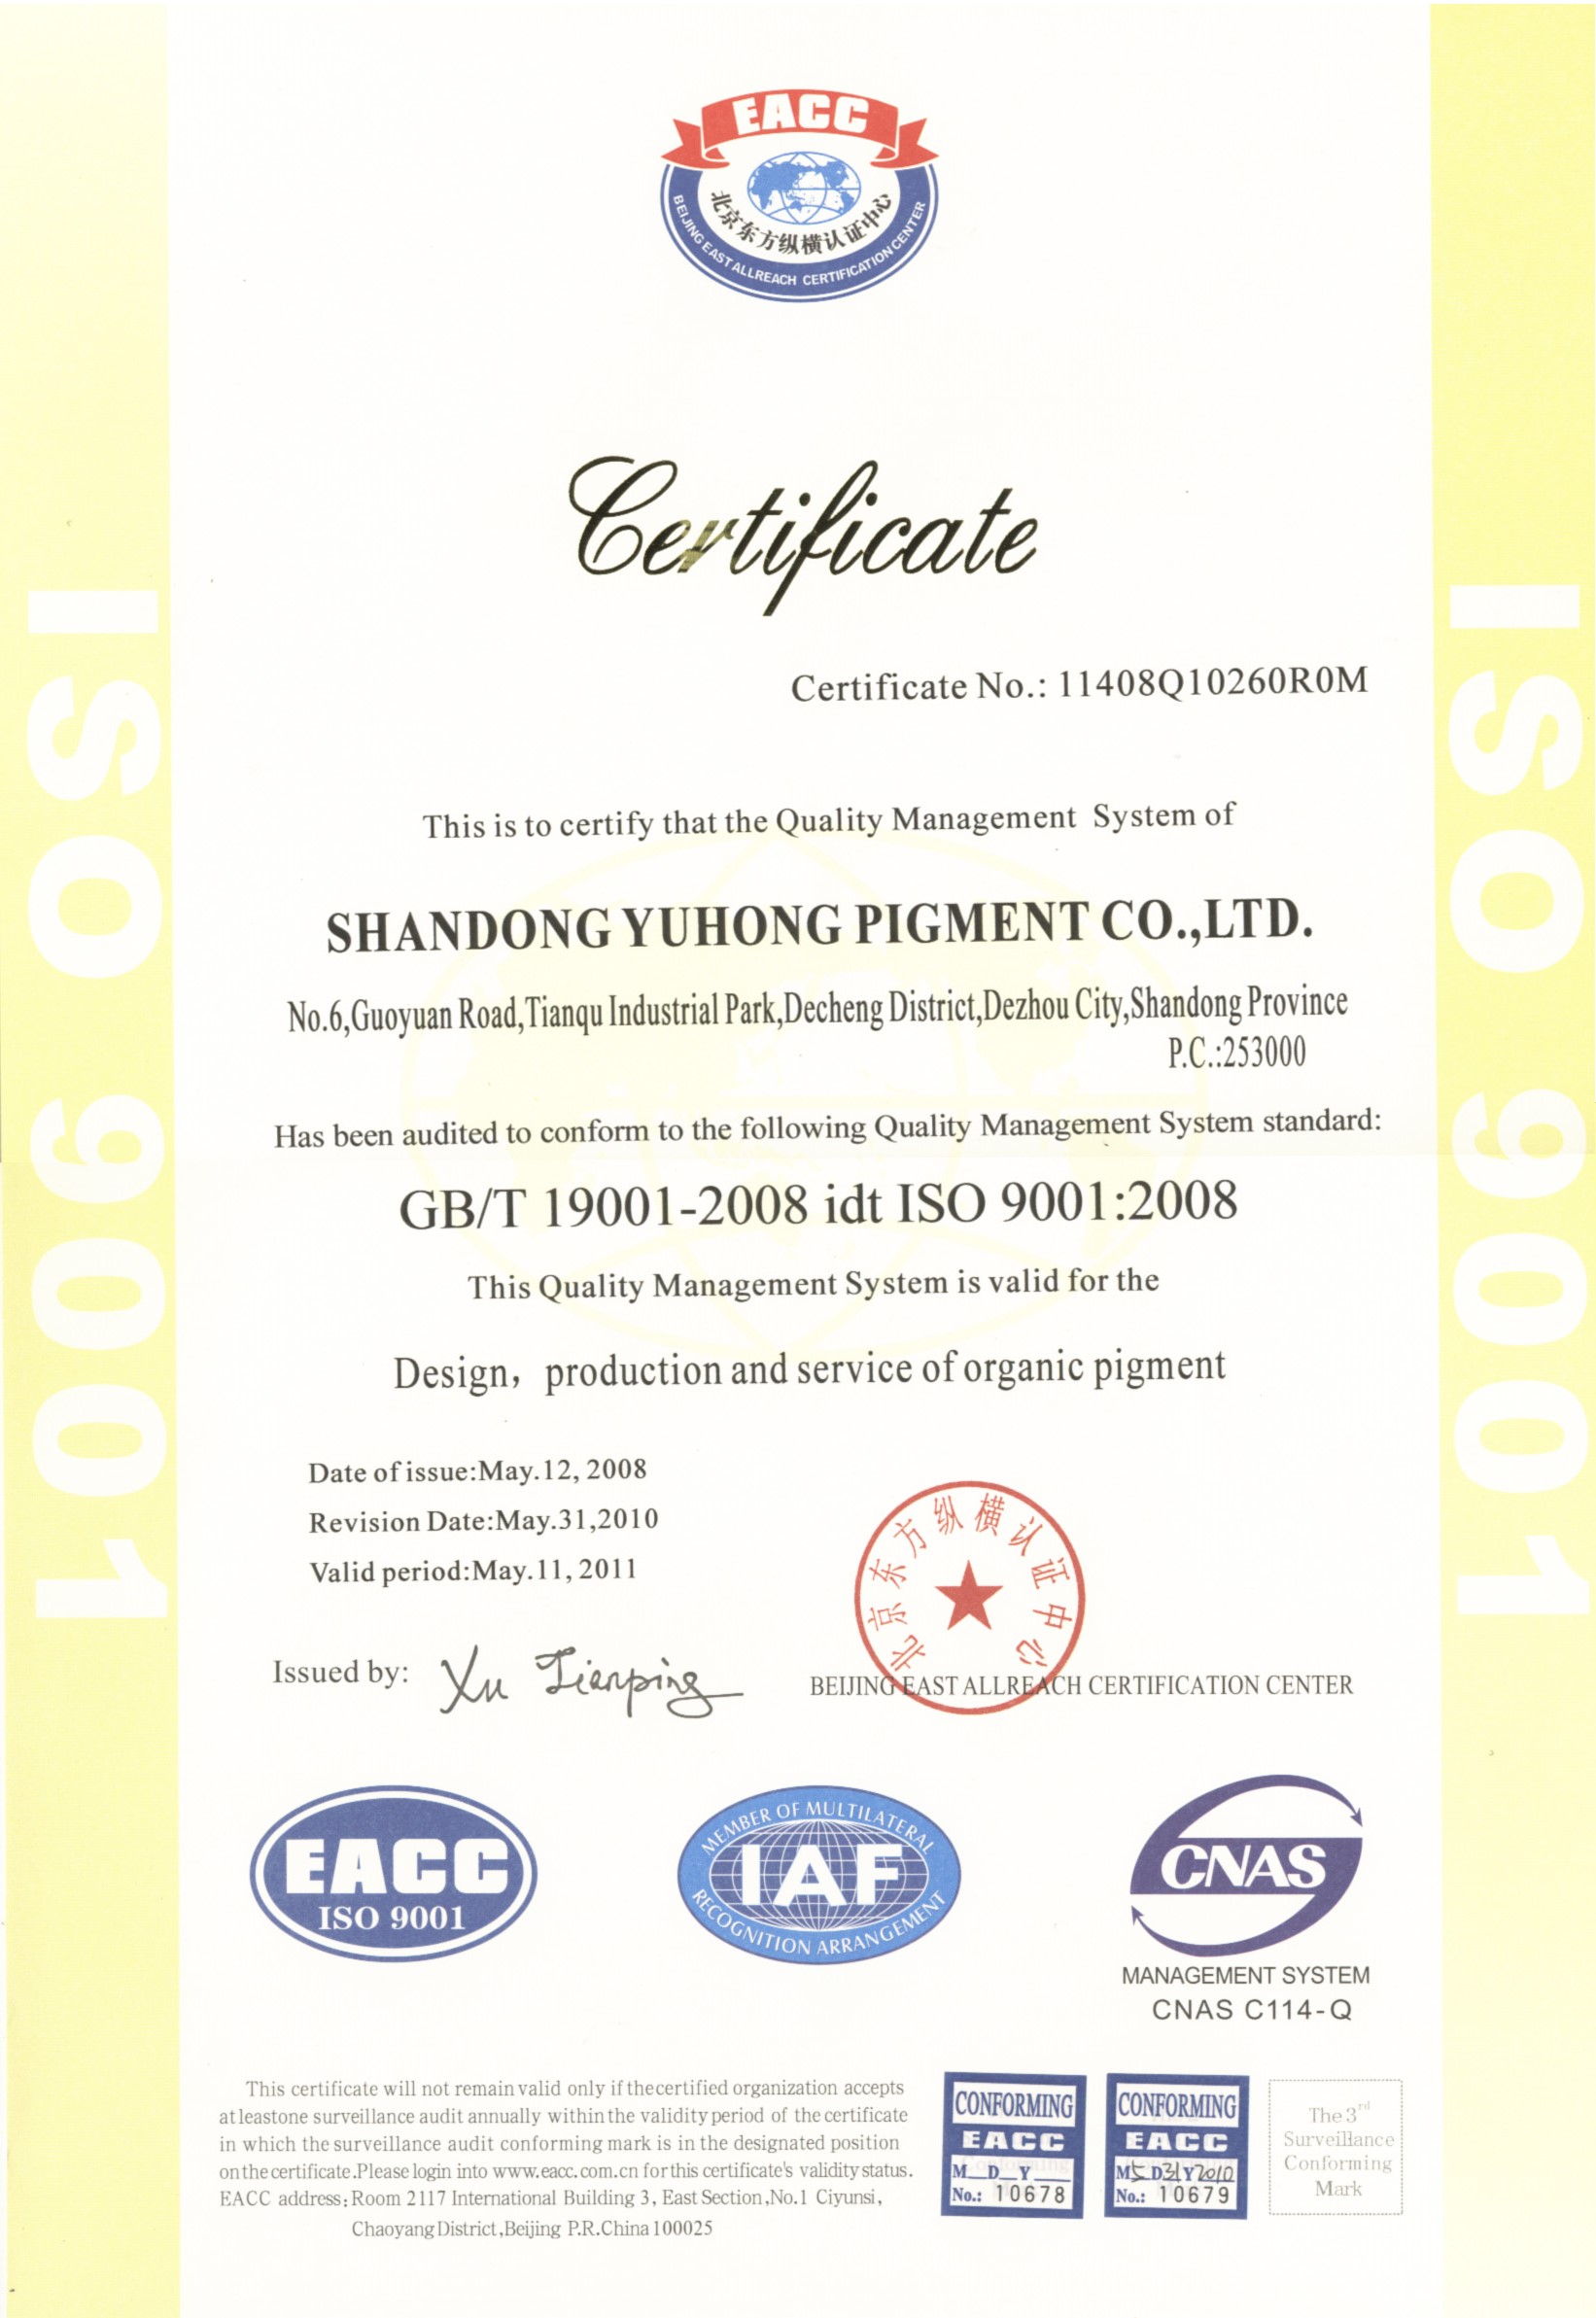 EACC
北京东方纵横认证中心
BEIJING EAST ALLREACH CERTIFICATION CENTER
Certificate
Certificate No.: 11408Q10260R0M
ISO 9001
ISO 9001
This is to certify that the Quality Management System of
SHANDONG YUHONG PIGMENT CO.,LTD.
No.6,Guoyuan Road,Tianqu Industrial Park,Decheng District,Dezhou City,Shandong Province
P.C.:253000
Has been audited to conform to the following Quality Management System standard:
GB/T 19001-2008 idt ISO 9001:2008
This Quality Management System is valid for the
Design, production and service of organic pigment
Date of issue:May.12, 2008
Revision Date:May.31,2010
Valid period:May.11, 2011
北京东方纵横认证中心
Issued by: Xu Tianping
BEIJING EAST ALLREACH CERTIFICATION CENTER
EACC
ISO 9001
MEMBER OF MULTILATERAL
IAF
RECOGNITION ARRANGEMENT
CNAS
MANAGEMENT SYSTEM
CNAS C114-Q
This certificate will not remain valid only if the certified organization accepts
at leastone surveillance audit annually within the validity period of the certificate
in which the surveillance audit conforming mark is in the designated position
on the certificate.Please login into www.eacc.com.cn for this certificate's validity status.
EACC address:Room 2117 International Building 3, East Section,No.1 Ciyunsi,
Chaoyang District,Beijing P.R.China 100025
CONFORMING
EACC
M__D__Y____
No.: 10678
CONFORMING
EACC
M5 D31 Y2010
No.: 10679
The 3rd
Surveillance
Conforming
Mark